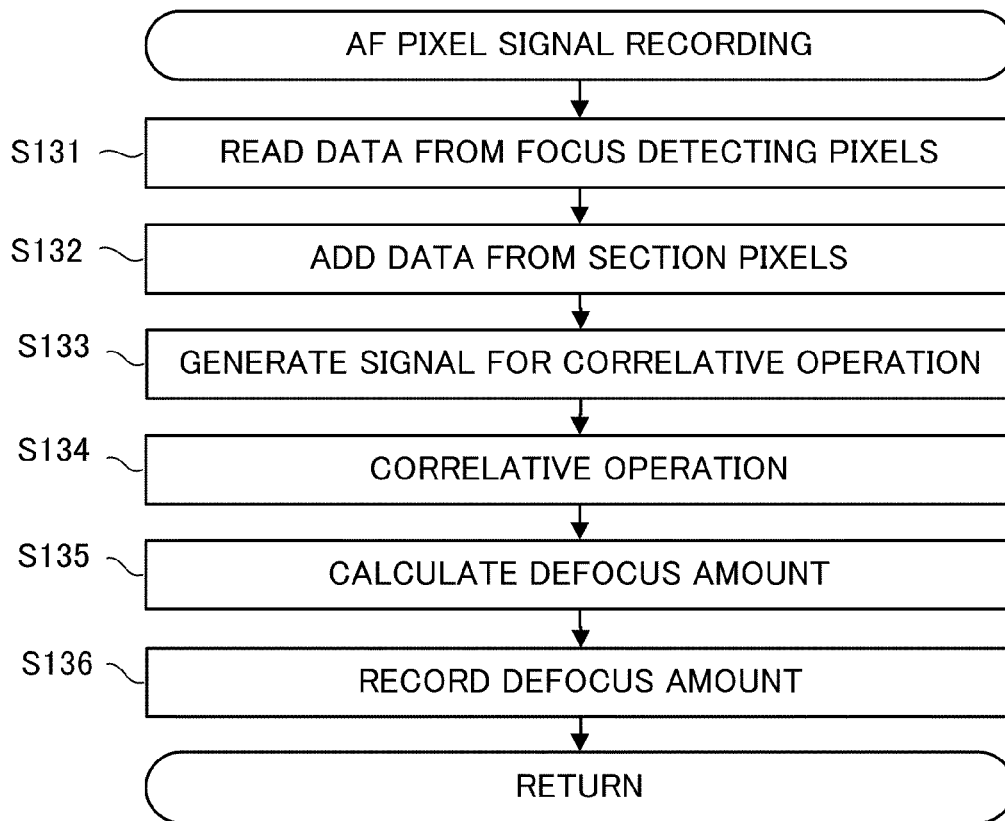 AF PIXEL SIGNAL RECORDING
S131 READ DATA FROM FOCUS DETECTING PIXELS
S132 ADD DATA FROM SECTION PIXELS
S133 GENERATE SIGNAL FOR CORRELATIVE OPERATION
S134 CORRELATIVE OPERATION
S135 CALCULATE DEFOCUS AMOUNT
S136 RECORD DEFOCUS AMOUNT
RETURN